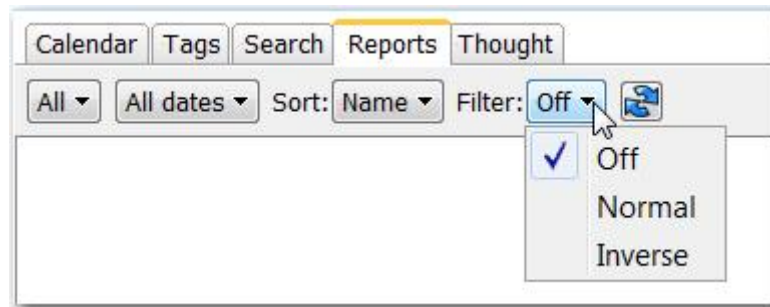 Calendar Tags Search Reports Thought
All All dates Sort: Name Filter: Off
Off
Normal
Inverse